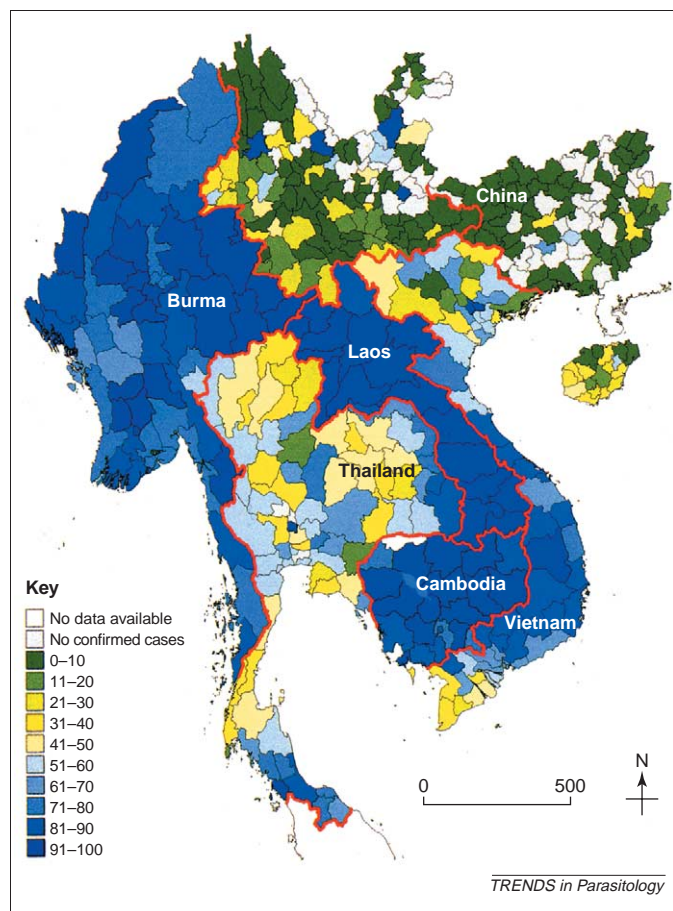 China
Burma
Laos
Thailand
Cambodia
Vietnam
Key
No data available
No confirmed cases
0–10
11–20
21–30
31–40
41–50
51–60
61–70
71–80
81–90
91–100
0 500
N
TRENDS in Parasitology